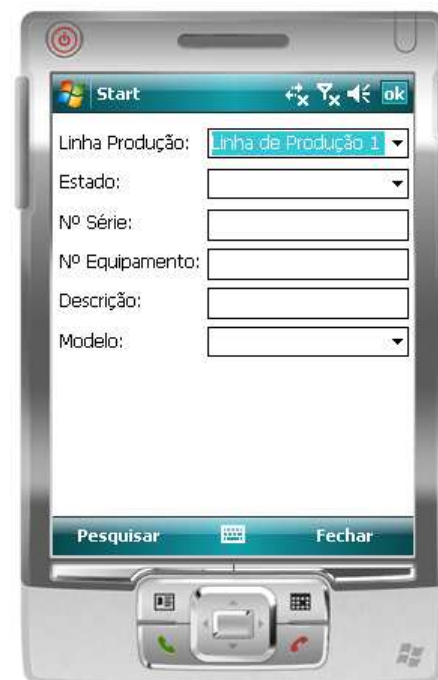 Start
ok
Linha Produção: Linha de Produção 1
Estado:
Nº Série:
Nº Equipamento:
Descrição:
Modelo:
Pesquisar Fechar